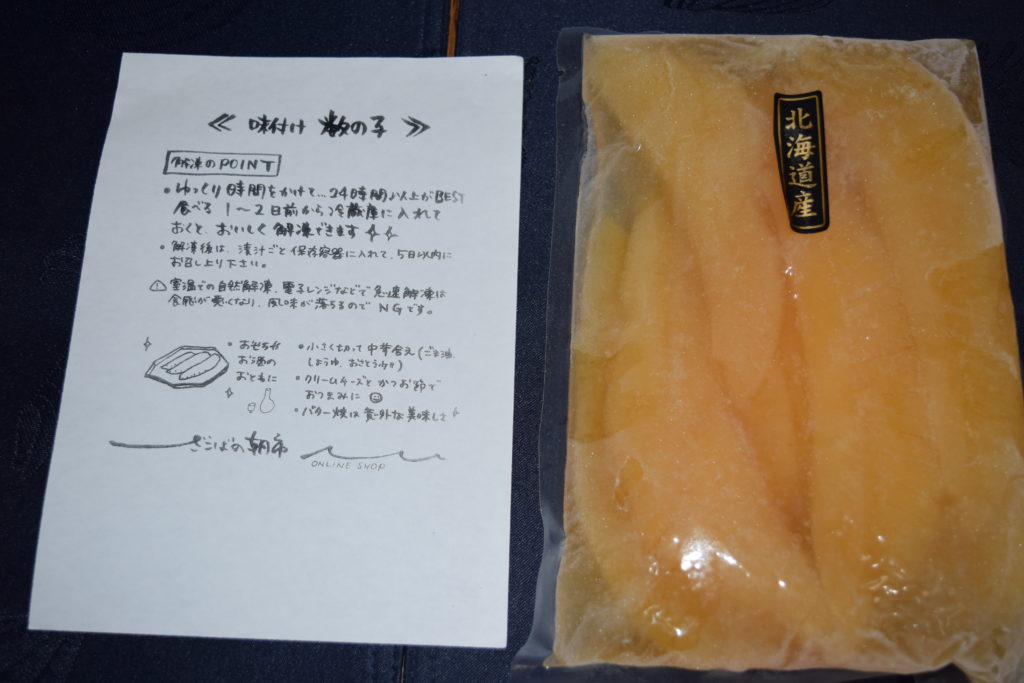 ≪ 味付け 数の子 ≫
解凍のPOINT
・ゆっくり時間をかけて…24時間以上がBEST
食べる 1〜2日前から冷蔵庫に入れて
おくと、おいしく解凍できます
・解凍後は、漬汁ごと保存容器に入れて、5日以内に
お召し上り下さい。
⚠ 室温での自然解凍、電子レンジなどで急速解凍は
食感が悪くなり、風味が落ちるので NGです。
・おせちや
お酒の
おともに
・小さく切って中華和え(ごま油、
しょうゆ、おさとう少々)
・クリームチーズとかつお節で
おつまみに
・バター焼は意外な美味しさ
ざこばの朝市
ONLINE SHOP
北海道産